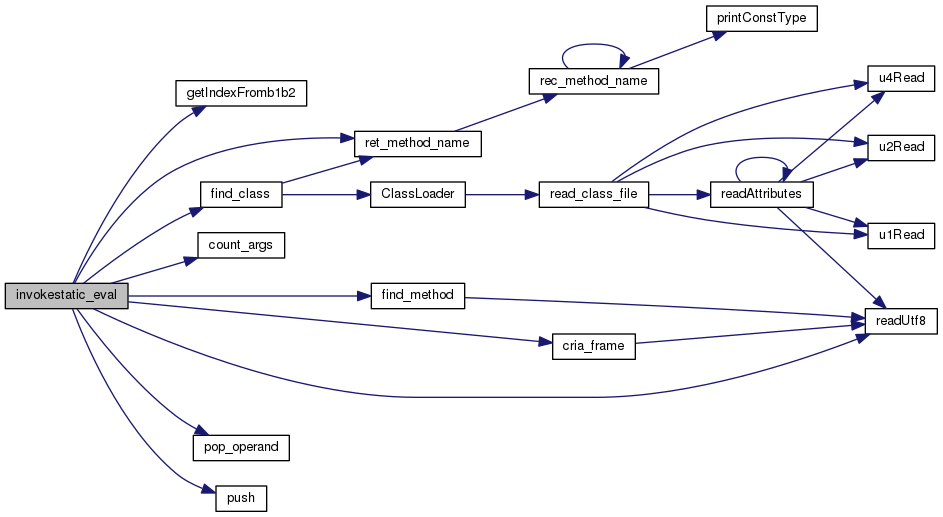 printConstType
rec_method_name
u4Read
getIndexFromb1b2
ret_method_name
u2Read
find_class
ClassLoader
read_class_file
readAttributes
count_args
u1Read
invokestatic_eval
find_method
readUtf8
cria_frame
pop_operand
push